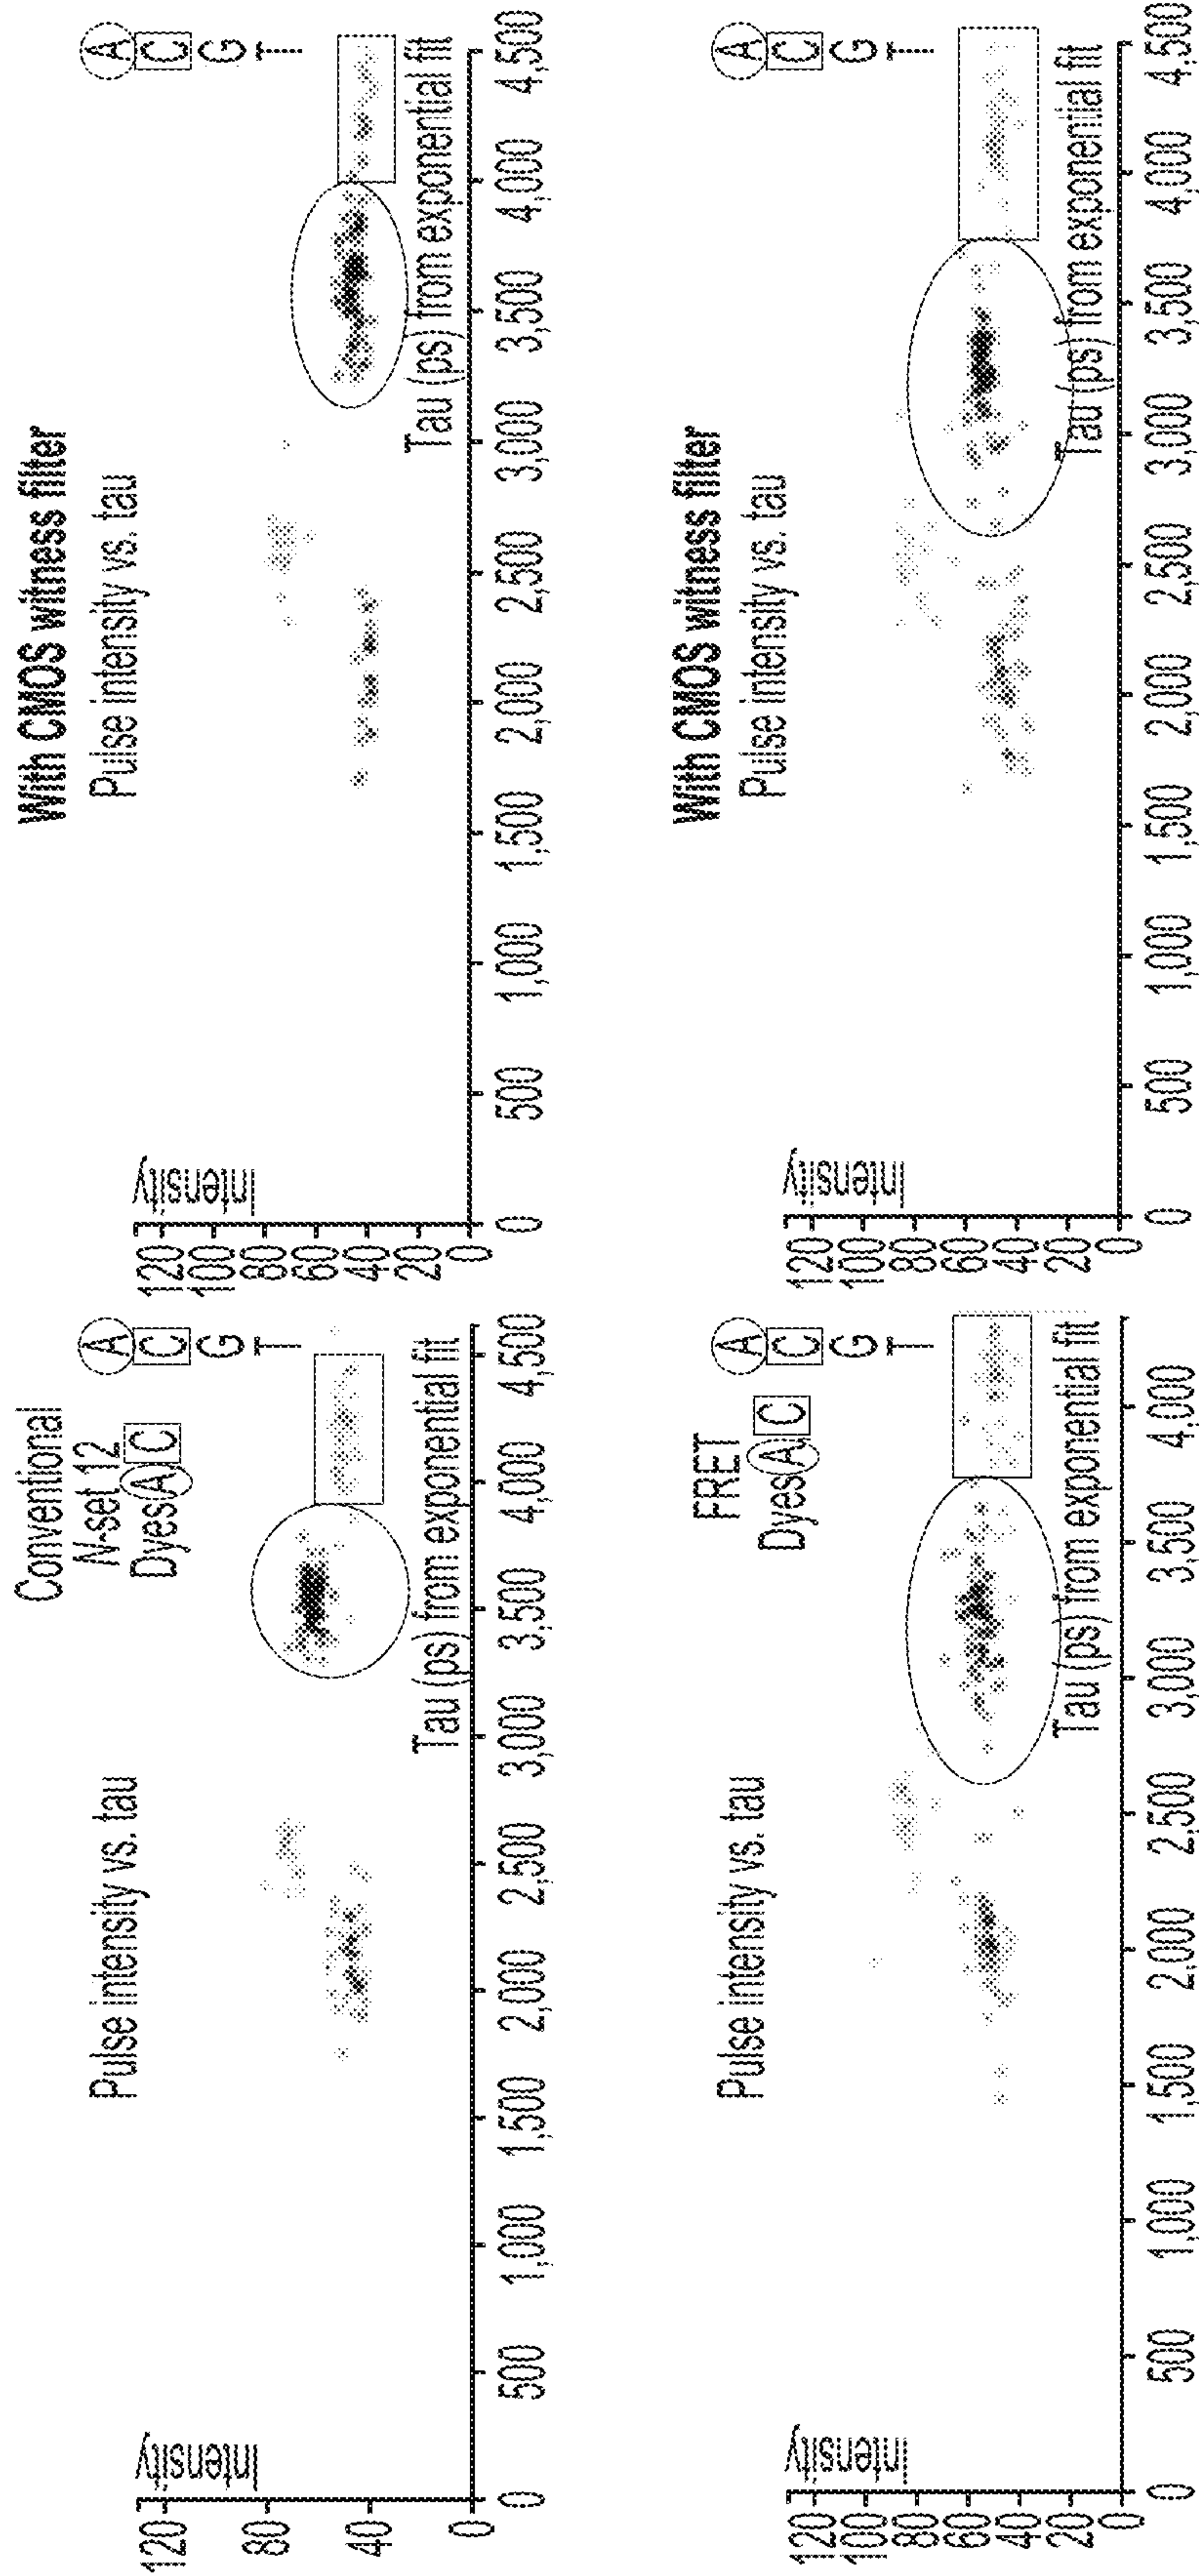 Conventional
N-set 12
Dyes A C
Pulse intensity vs. tau
Intensity
120
80
40
0
A
C
G
T
Tau (ps) from exponential fit
0 500 1,000 1,500 2,000 2,500 3,000 3,500 4,000 4,500
With CMOS witness filter
Pulse intensity vs. tau
Intensity
120
100
80
60
40
20
0
A
C
G
T
Tau (ps) from exponential fit
0 500 1,000 1,500 2,000 2,500 3,000 3,500 4,000 4,500
FRET
Dyes A C
Pulse intensity vs. tau
Intensity
120
100
80
60
40
20
0
A
C
G
T
Tau (ps) from exponential fit
0 500 1,000 1,500 2,000 2,500 3,000 3,500 4,000
With CMOS witness filter
Pulse intensity vs. tau
Intensity
120
100
80
60
40
20
0
A
C
G
T
Tau (ps) from exponential fit
0 500 1,000 1,500 2,000 2,500 3,000 3,500 4,000 4,500